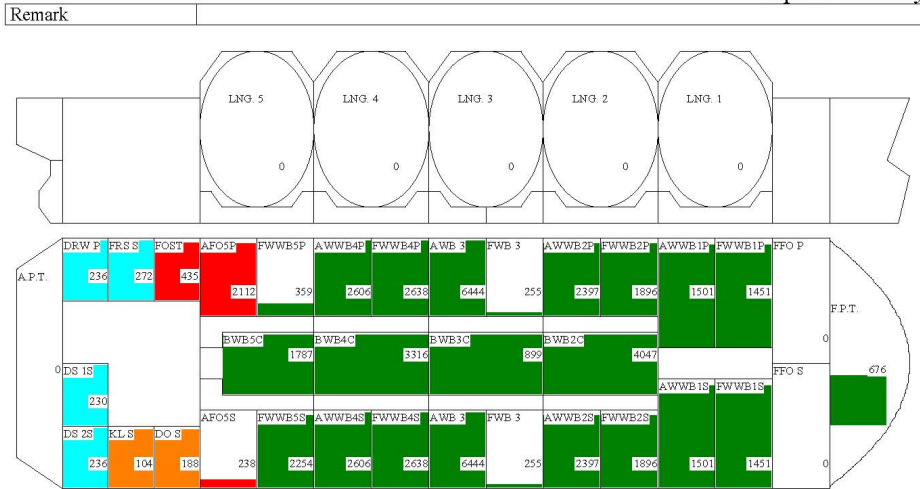 Remark
LNG. 5 LNG. 4 LNG. 3 LNG. 2 LNG. 1
0 0 0 0 0
DRW P FRS S FOST AFO5P FWWB5P AWWB4P FWWB4P AWB 3 FWB 3 AWWB2P FWWB2P AWWB1P FWWB1P FFO P
A.P.T. 236 272 435 2112 359 2606 2638 6444 255 2397 1896 1501 1451
F.P.T.
BWB5C BWB4C BWB3C BWB2C 0
1787 3316 899 4047
0 DS 1S FFO S 676
AWWB1S FWWB1S
230
AFO5S FWWB5S AWWB4S FWWB4S AWB 3 FWB 3 AWWB2S FWWB2S
DS 2S KL S DO S
236 104 188 238 2254 2606 2638 6444 255 2397 1896 1501 1451 0